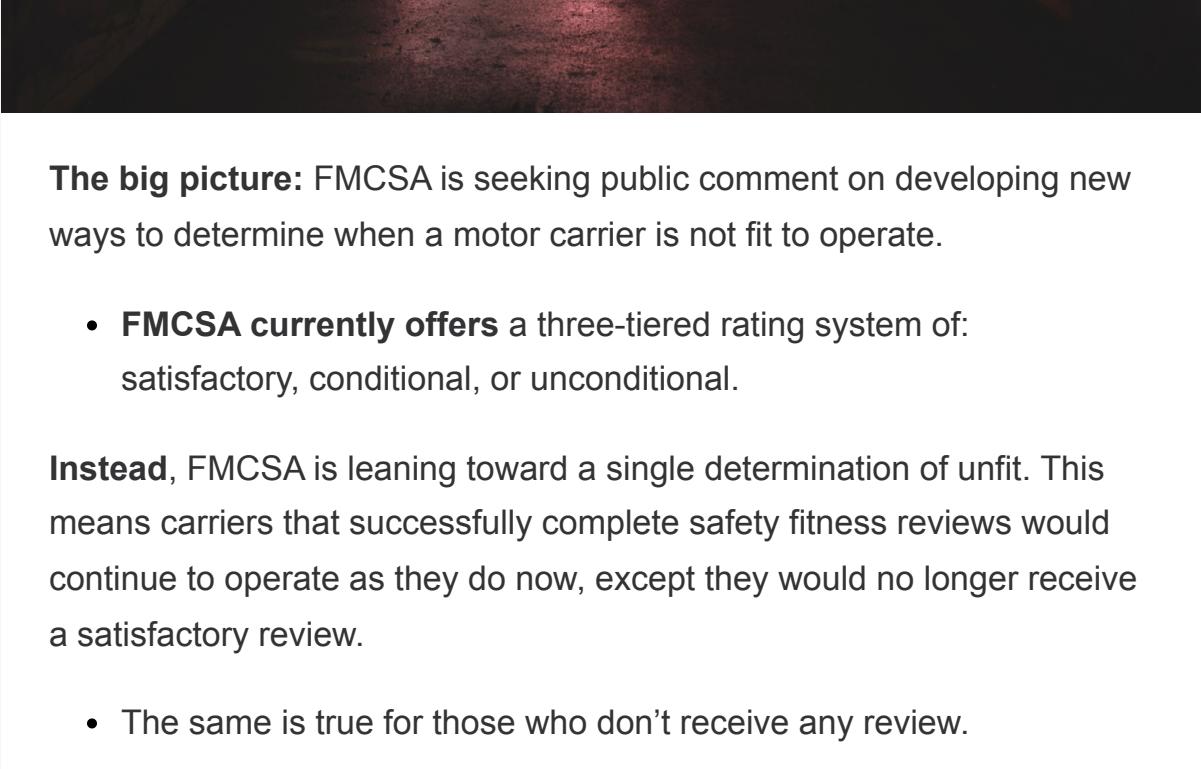 The big picture: FMCSA is seeking public comment on developing new
ways to determine when a motor carrier is not fit to operate.
• FMCSA currently offers a three-tiered rating system of:
satisfactory, conditional, or unconditional.
Instead, FMCSA is leaning toward a single determination of unfit. This
means carriers that successfully complete safety fitness reviews would
continue to operate as they do now, except they would no longer receive
a satisfactory review.
• The same is true for those who don’t receive any review.